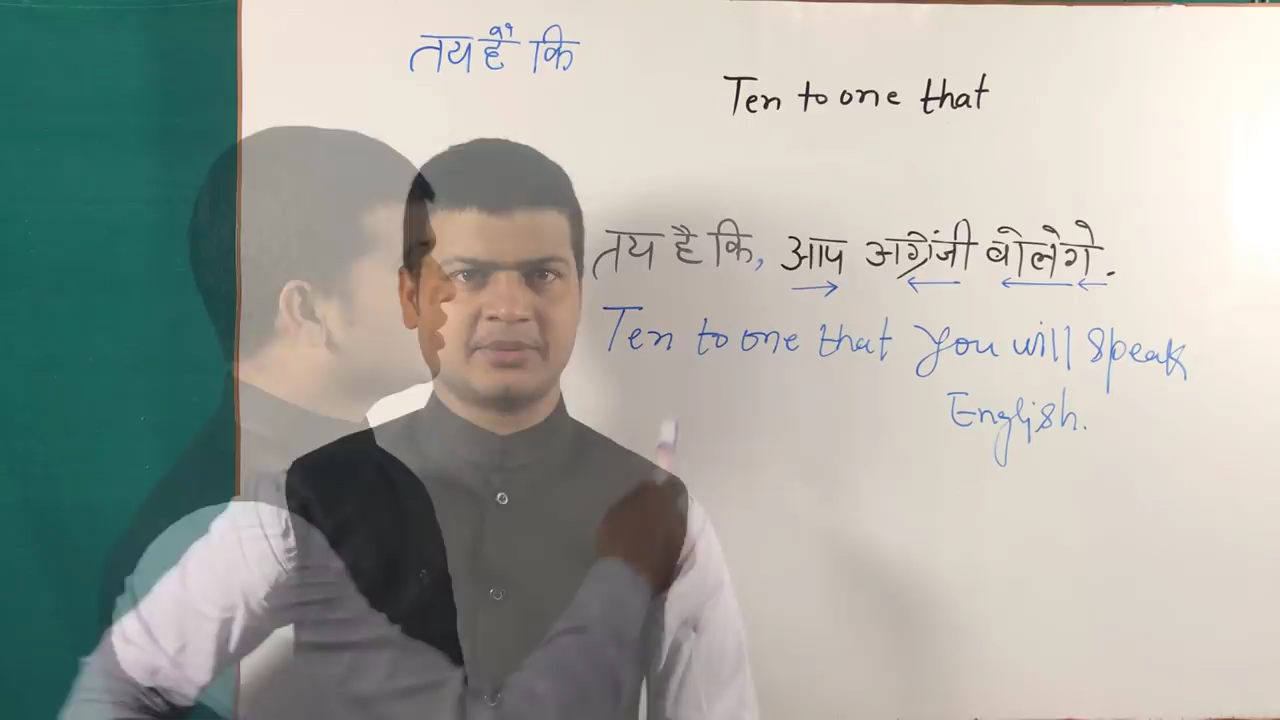 तय है कि
Ten to one that
तय है कि, आप अंग्रेजी बोलेगे.
Ten to one that You will Speak
English.